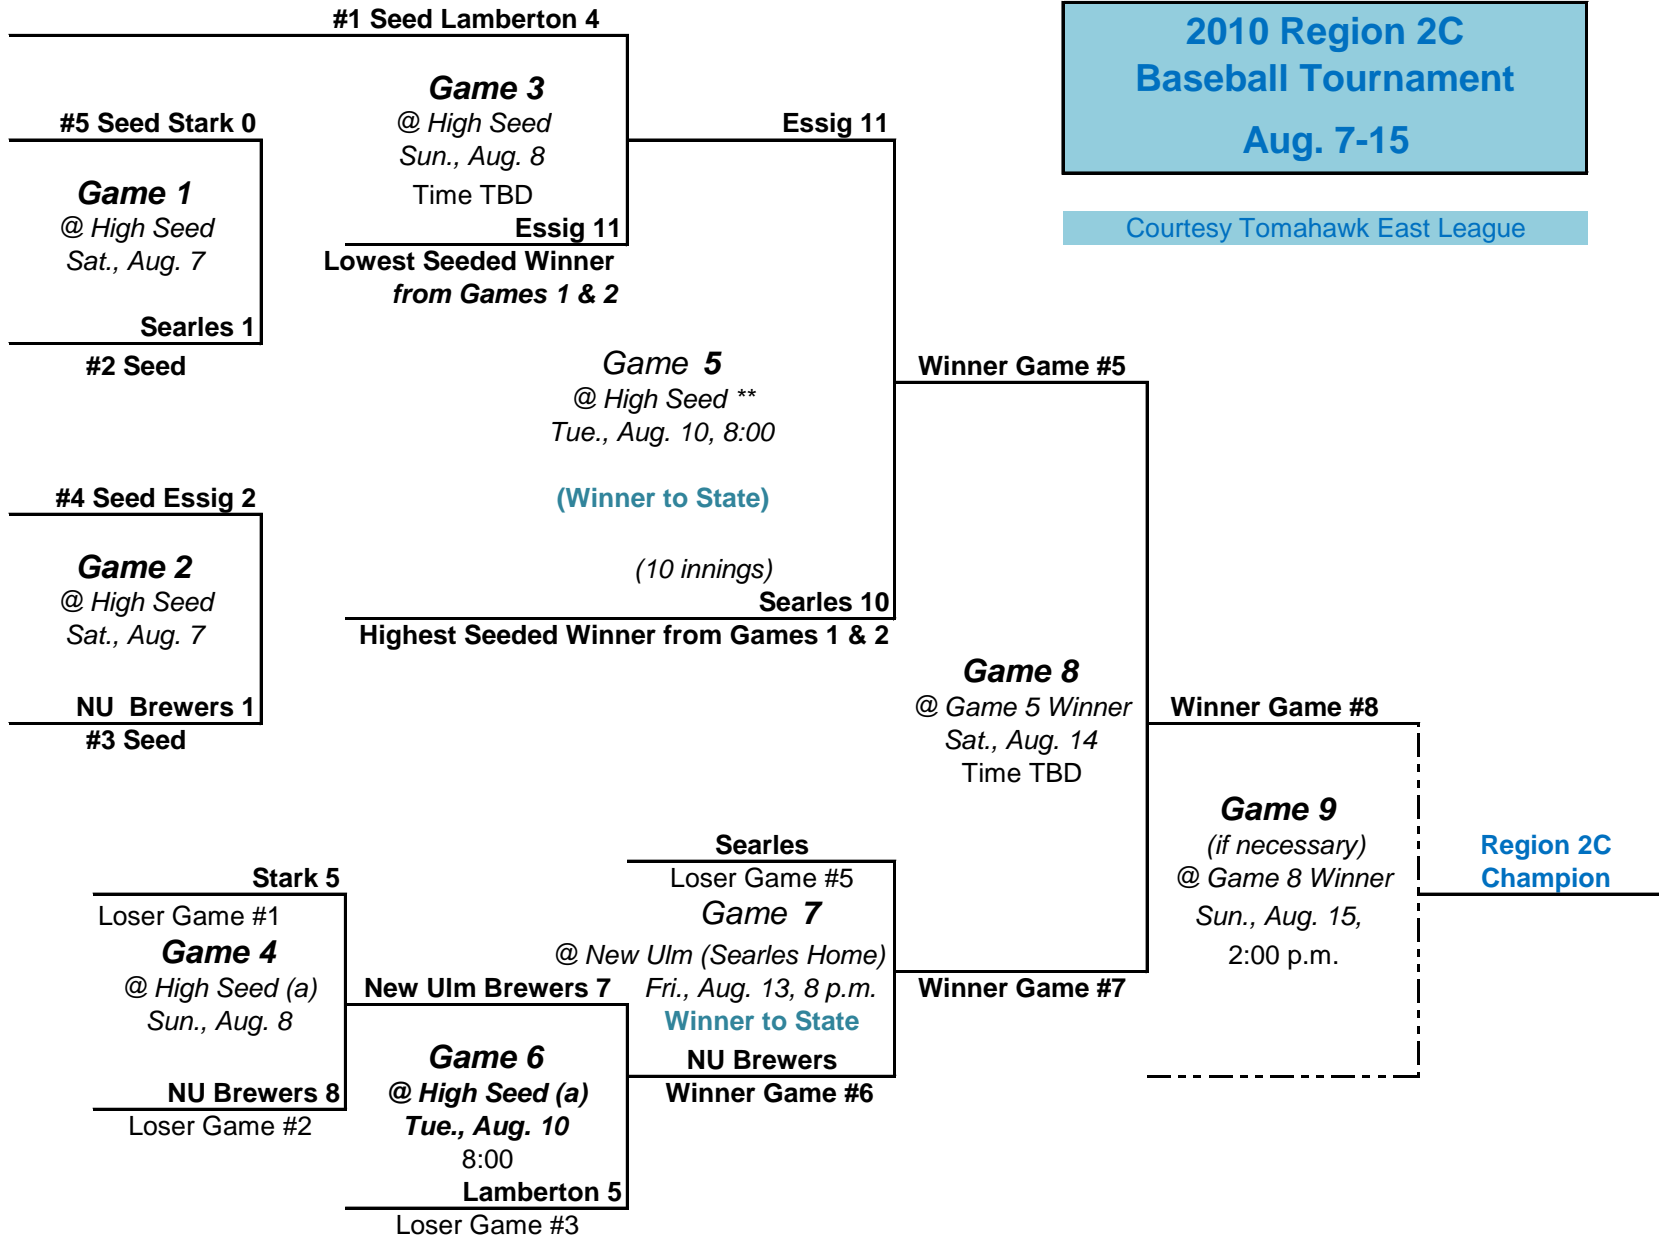 #1 Seed Lamberton 4
2010 Region 2C
Baseball Tournament
Aug. 7-15
Courtesy Tomahawk East League
Game 3
@ High Seed
Sun., Aug. 8
Time TBD
Essig 11
Lowest Seeded Winner
from Games 1 & 2
#5 Seed Stark 0
Game 1
@ High Seed
Sat., Aug. 7
Searles 1
#2 Seed
Essig 11
Game 5
@ High Seed **
Tue., Aug. 10, 8:00
(Winner to State)
(10 innings)
Searles 10
Highest Seeded Winner from Games 1 & 2
#4 Seed Essig 2
Game 2
@ High Seed
Sat., Aug. 7
NU  Brewers 1
#3 Seed
Winner Game #5
Game 8
@ Game 5 Winner
Sat., Aug. 14
Time TBD
Winner Game #7
Winner Game #8
Game 9
(if necessary)
@ Game 8 Winner
Sun., Aug. 15,
2:00 p.m.
Region 2C
Champion
Stark 5
Loser Game #1
Game 4
@ High Seed (a)
Sun., Aug. 8
NU Brewers 8
Loser Game #2
New Ulm Brewers 7
Game 6
@ High Seed (a)
Tue., Aug. 10
8:00
Lamberton 5
Loser Game #3
Searles
Loser Game #5
Game 7
@ New Ulm (Searles Home)
Fri., Aug. 13, 8 p.m.
Winner to State
NU Brewers
Winner Game #6